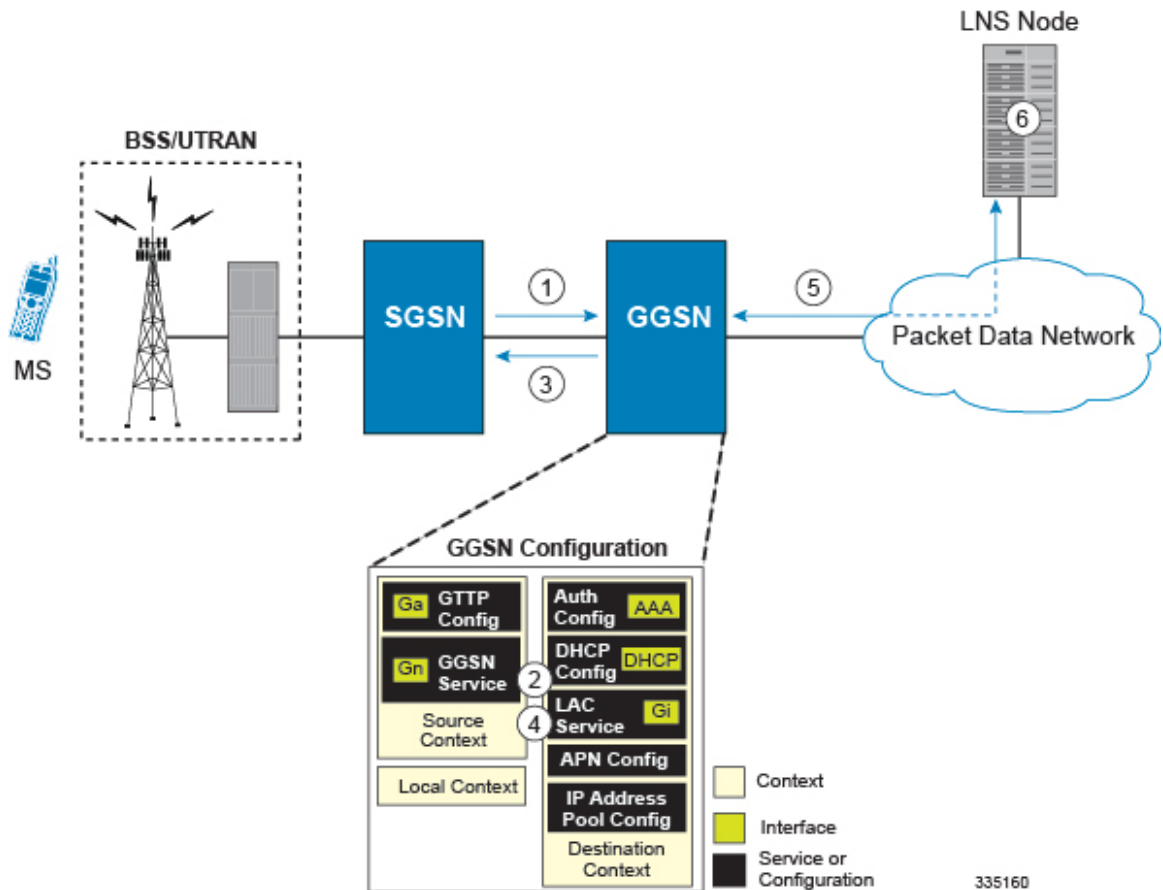 LNS Node
6
BSS/UTRAN
MS
SGSN
1
3
GGSN
5
Packet Data Network
GGSN Configuration
Ga
GTTP
Config
Gn
GGSN
Service
Source
Context
Local Context
2
4
Auth
Config
AAA
DHCP
Config
DHCP
LAC
Service
Gi
APN Config
IP Address
Pool Config
Destination
Context
Context
Interface
Service or
Configuration
335160